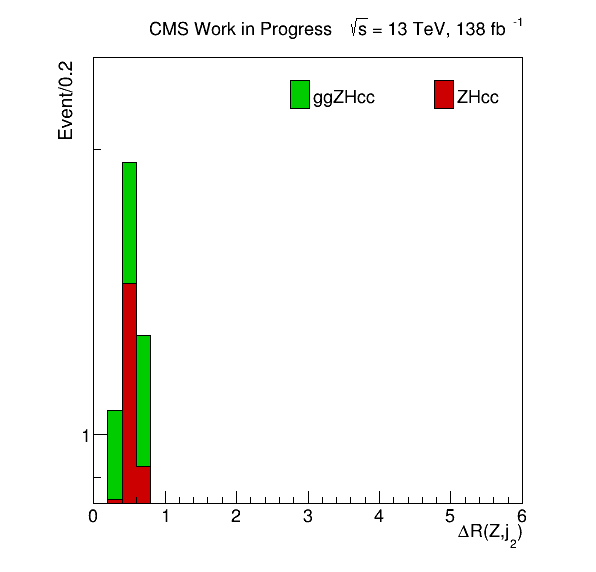 CMS Work in Progress √s = 13 TeV, 138 fb⁻¹
Event/0.2
ggZHcc ZHcc
1
0 1 2 3 4 5 6
ΔR(Z,j₂)